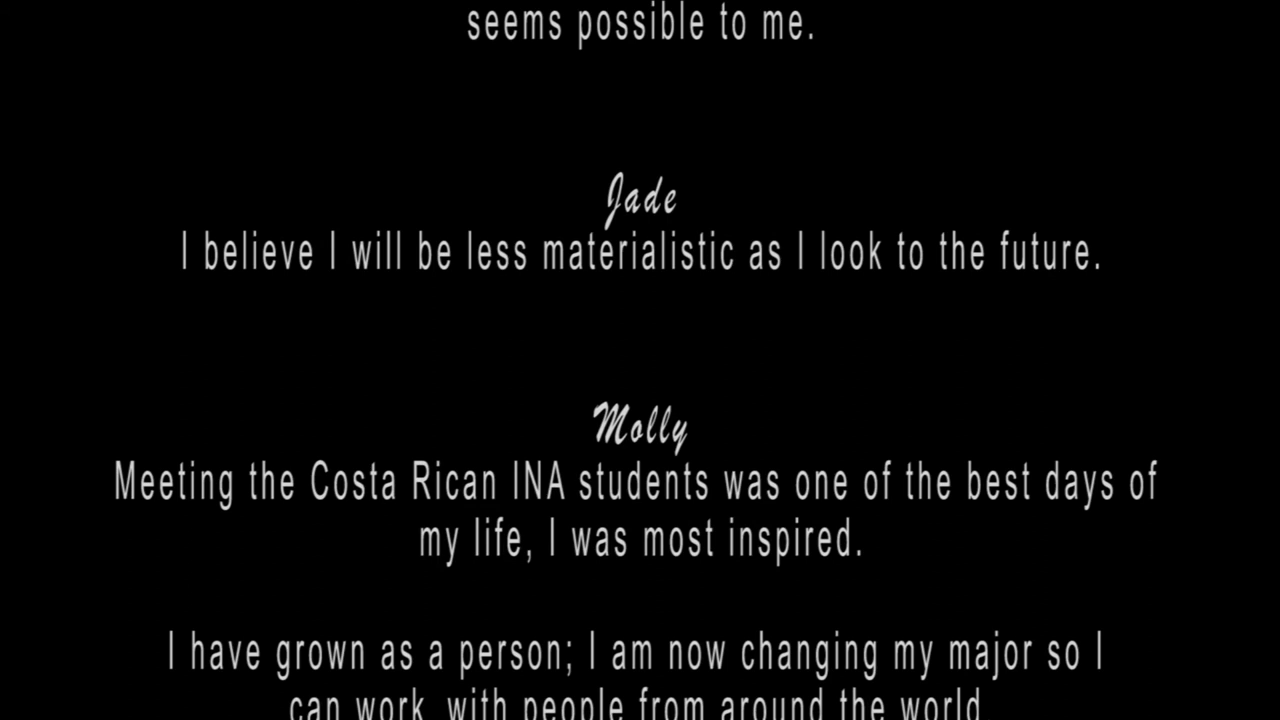 seems possible to me.
Jade
I believe I will be less materialistic as I look to the future.
Molly
Meeting the Costa Rican INA students was one of the best days of
my life, I was most inspired.
I have grown as a person; I am now changing my major so I
can work with people from around the world